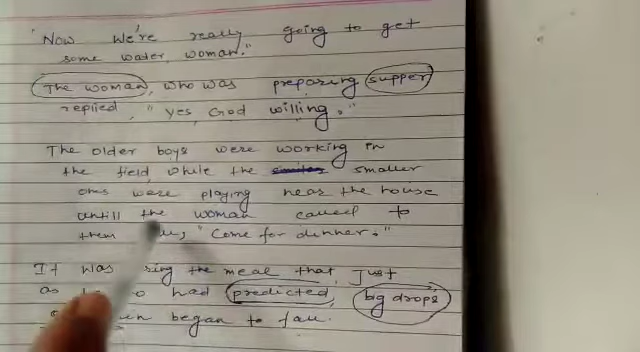 "Now We're really going to get
some water, woman."
The woman, who was preparing supper
replied, "yes, God willing."
The older boys were working in
the field while the smaller
ones were playing near the house
untill the woman called to
them "Come for dinner."
It was the meal that, Just
as had predicted, big drops
began to fall.